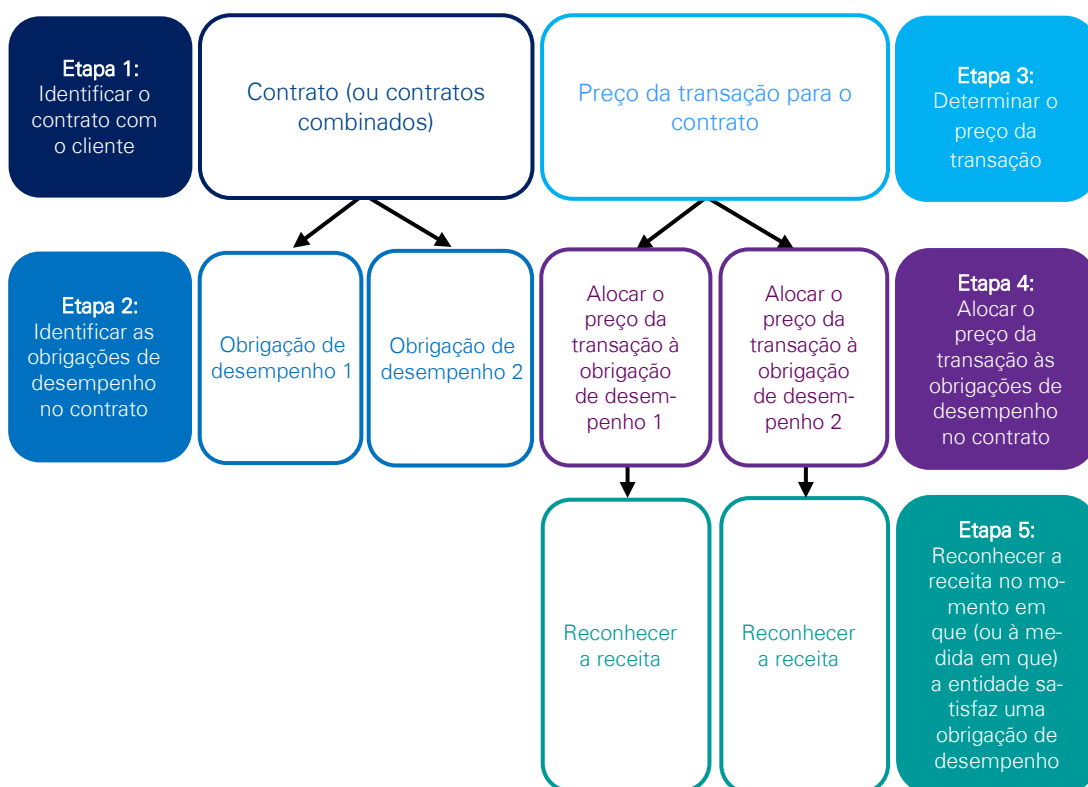 Etapa 1:
Identificar o
contrato com
o cliente
Contrato (ou contratos
combinados)
Preço da transação para o
contrato
Etapa 3:
Determinar o
preço da
transação
Etapa 2:
Identificar as
obrigações de
desempenho
no contrato
Obrigação de
desempenho 1
Obrigação de
desempenho 2
Alocar o
preço da
transação à
obrigação
de desem-
penho 1
Alocar o
preço da
transação à
obrigação
de desem-
penho 2
Etapa 4:
Alocar o
preço da
transação às
obrigações de
desempenho
no contrato
Reconhecer
a receita
Reconhecer
a receita
Etapa 5:
Reconhecer a
receita no mo-
mento em
que (ou à me-
dida em que)
a entidade sa-
tisfaz uma
obrigação de
desempenho